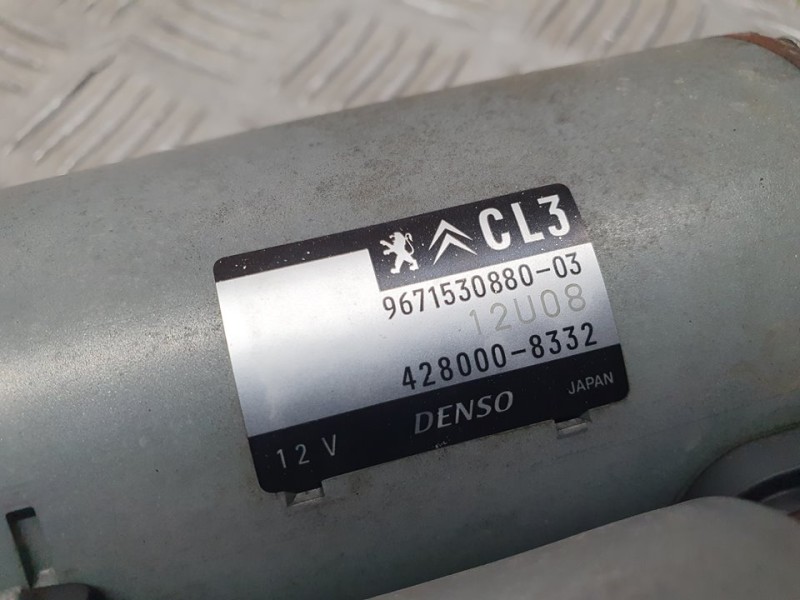 CL3
9671530880-03
12U08
428000-8332
DENSO JAPAN
12 V